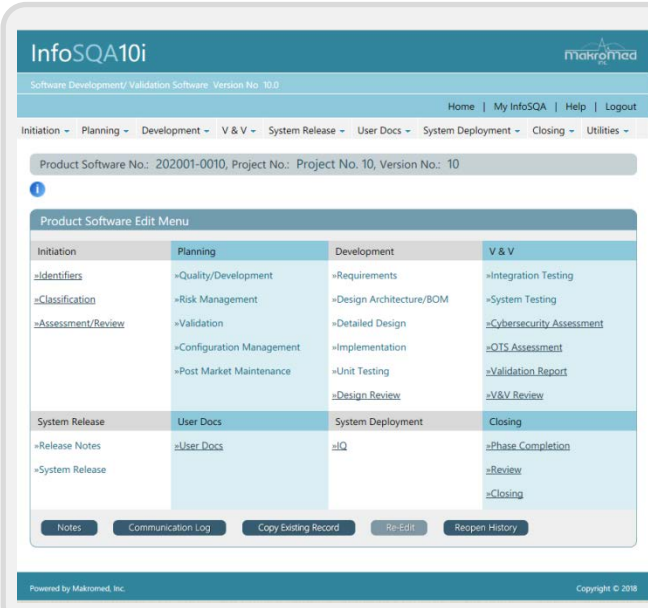 InfoSQA10i
makromed
inc.
Software Development/ Validation Software Version No 10.0
Home | My InfoSQA | Help | Logout
Initiation Planning Development V & V System Release User Docs System Deployment Closing Utilities
Product Software No.: 202001-0010, Project No.: Project No. 10, Version No.: 10
i
Product Software Edit Menu
Initiation Planning Development V & V
»Identifiers »Quality/Development »Requirements »Integration Testing
»Classification »Risk Management »Design Architecture/BOM »System Testing
»Assessment/Review »Validation »Detailed Design »Cybersecurity Assessment
»Configuration Management »Implementation »OTS Assessment
»Post Market Maintenance »Unit Testing »Validation Report
»Design Review »V&V Review
System Release User Docs System Deployment Closing
»Release Notes »User Docs »IQ »Phase Completion
»System Release »Review
»Closing
Notes Communication Log Copy Existing Record Re-Edit Reopen History
Powered by Makromed, Inc. Copyright © 2018